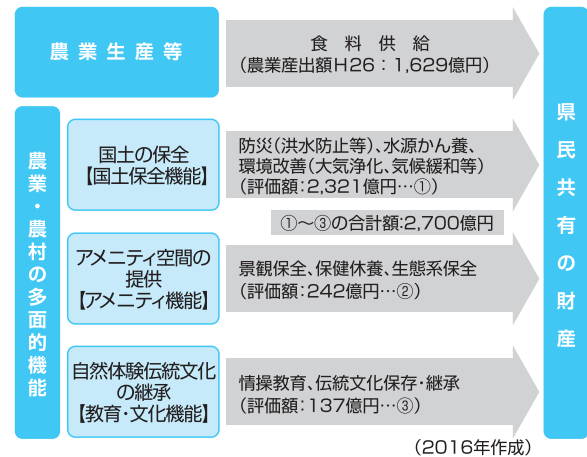 農業生産等
食料供給
（農業産出額H26：1,629億円）
農業・農村の多面的機能
国土の保全
【国土保全機能】
防災（洪水防止等）、水源かん養、
環境改善（大気浄化、気候緩和等）
（評価額：2,321億円…①）
①〜③の合計額：2,700億円
アメニティ空間の
提供
【アメニティ機能】
景観保全、保健休養、生態系保全
（評価額：242億円…②）
自然体験伝統文化
の継承
【教育・文化機能】
情操教育、伝統文化保存・継承
（評価額：137億円…③）
県民共有の財産
（2016年作成）